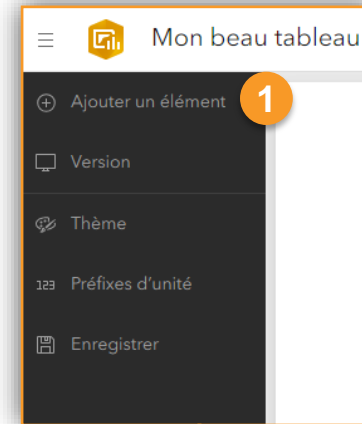 Mon beau tableau
Ajouter un élément
1
Version
Thème
123 Préfixes d'unité
Enregistrer